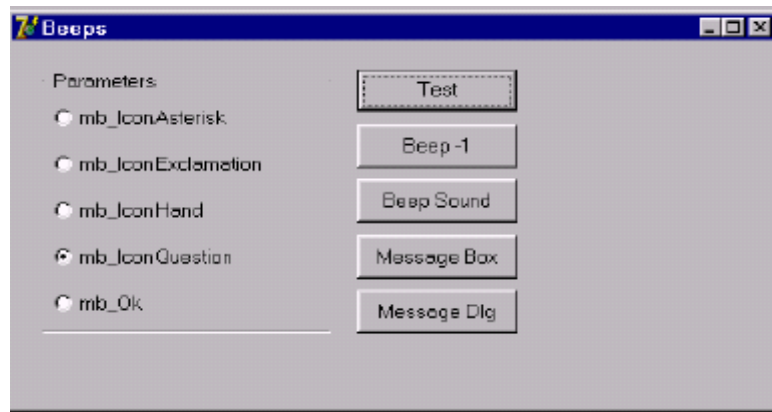 Beeps
Parameters
mb_IconAsterisk
mb_IconExclamation
mb_IconHand
mb_IconQuestion
mb_Ok
Test
Beep -1
Beep Sound
Message Box
Message Dlg